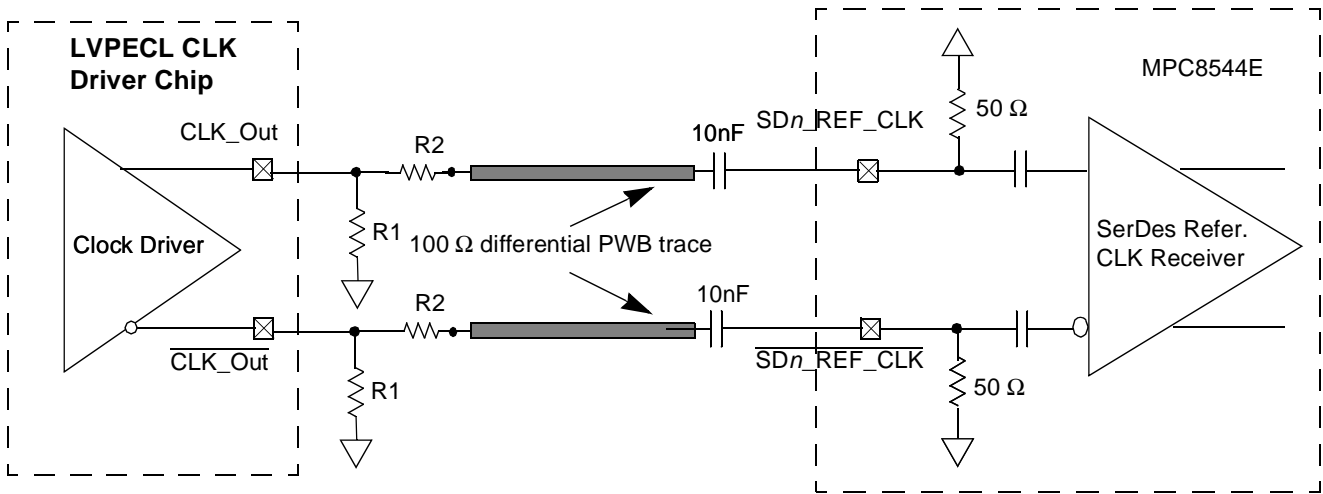 LVPECL CLK
Driver Chip
MPC8544E
CLK_Out
R2
10nF
SDn_REF_CLK
50 Ω
Clock Driver
R1
100 Ω differential PWB trace
SerDes Refer.
CLK Receiver
R2
10nF
CLK_Out
SDn_REF_CLK
R1
50 Ω